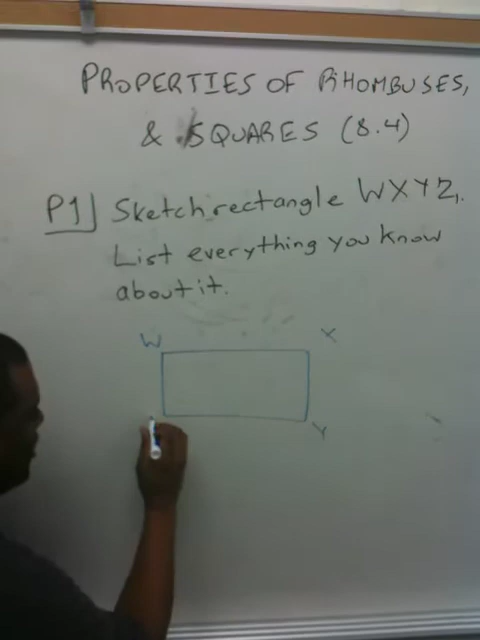 PROPERTIES OF RHOMBUSES,
& SQUARES (8.4)
P1) Sketch rectangle WXYZ.
List everything you know
about it.
W X
Y